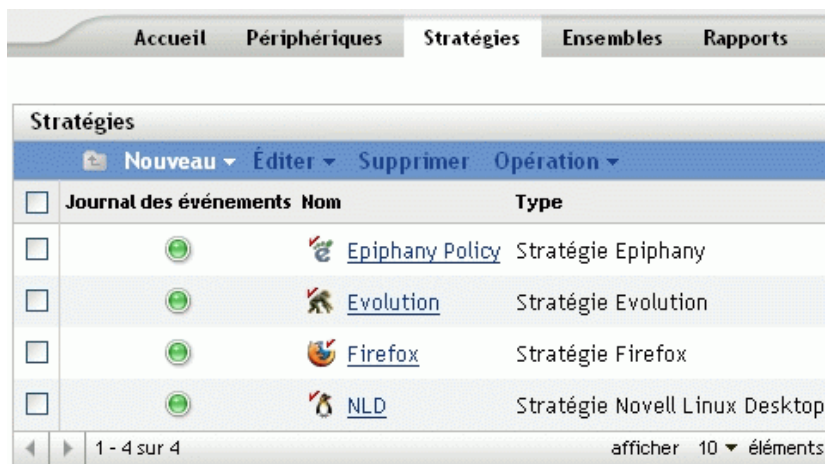 Accueil Périphériques Stratégies Ensembles Rapports
Stratégies
Nouveau Éditer Supprimer Opération
Journal des événements Nom Type
Epiphany Policy Stratégie Epiphany
Evolution Stratégie Evolution
Firefox Stratégie Firefox
NLD Stratégie Novell Linux Desktop
1 - 4 sur 4 afficher 10 éléments